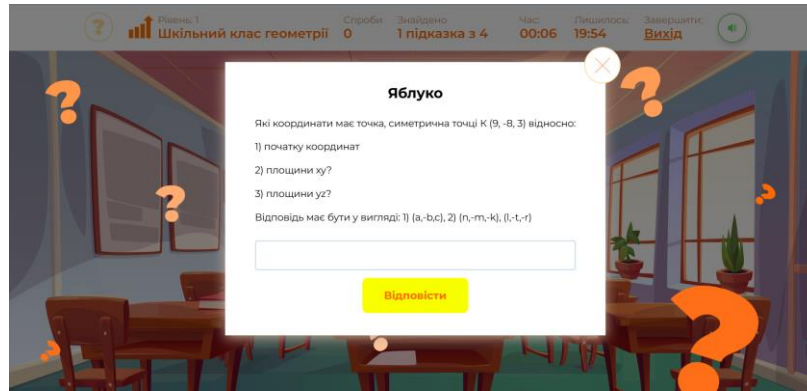 Рівень: 1
Шкільний клас геометрії
Спроби
0
Знайдено
1 підказка з 4
Час:
00:06
Лишилось:
19:54
Завершити:
Вихід
Яблуко
Які координати має точка, симетрична точці K (9, -8, 3) відносно:
1) початку координат
2) площини xy?
3) площини yz?
Відповідь має бути у вигляді: 1) (a,-b,c), 2) (n,-m,-k), (l,-t,-r)
Відповісти